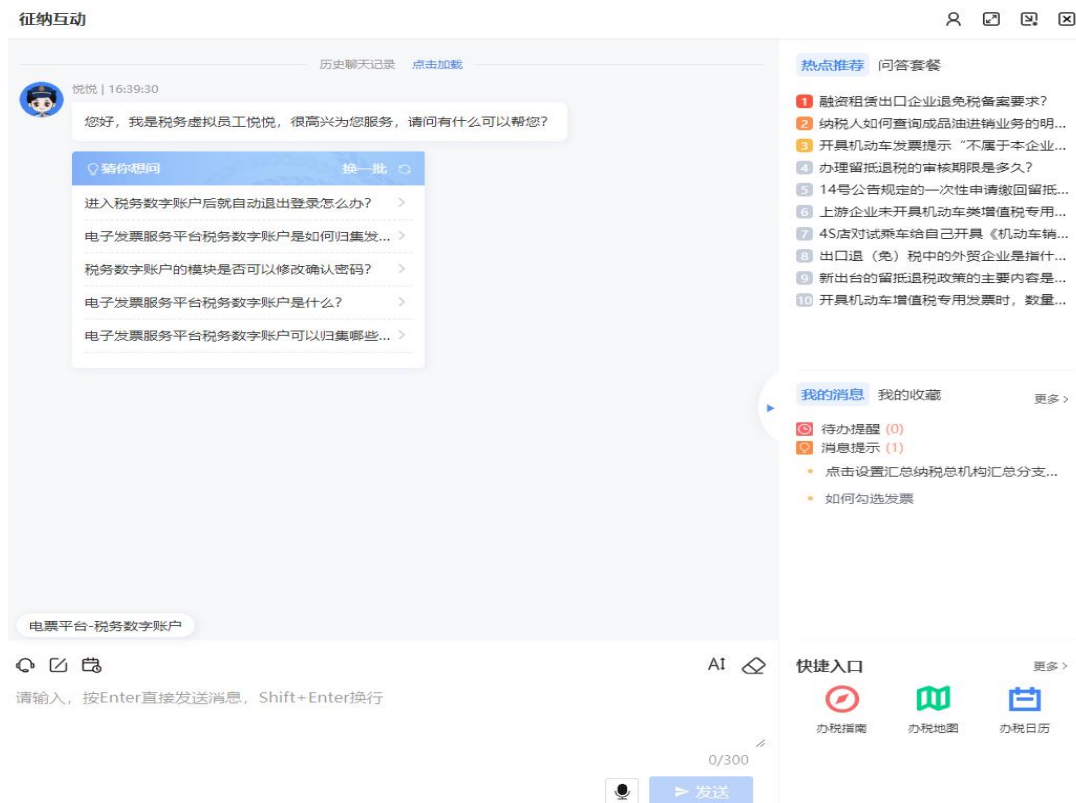 征纳互动
历史聊天记录 点击加载
悦悦 | 16:39:30
您好，我是税务虚拟员工悦悦，很高兴为您服务，请问有什么可以帮您？
猜你想问 换一批
进入税务数字账户后就自动退出登录怎么办？
电子发票服务平台税务数字账户是如何归集发...
税务数字账户的模块是否可以修改确认密码？
电子发票服务平台税务数字账户是什么？
电子发票服务平台税务数字账户可以归集哪些...
电票平台-税务数字账户
AI
请输入，按Enter直接发送消息，Shift+Enter换行
0/300
发送
热点推荐 问答套餐
1 融资租赁出口企业退免税备案要求？
2 纳税人如何查询成品油进销业务的明...
3 开具机动车发票提示“不属于本企业...
4 办理留抵退税的审核期限是多久？
5 14号公告规定的一次性申请缴回留抵...
6 上游企业未开具机动车类增值税专用...
7 4S店对试乘车给自己开具《机动车销...
8 出口退（免）税中的外贸企业是指什...
9 新出台的留抵退税政策的主要内容是...
10 开具机动车增值税专用发票时，数量...
我的消息 我的收藏 更多
待办提醒 (0)
消息提示 (1)
点击设置汇总纳税总机构汇总分支...
如何勾选发票
快捷入口 更多
办税指南 办税地图 办税日历